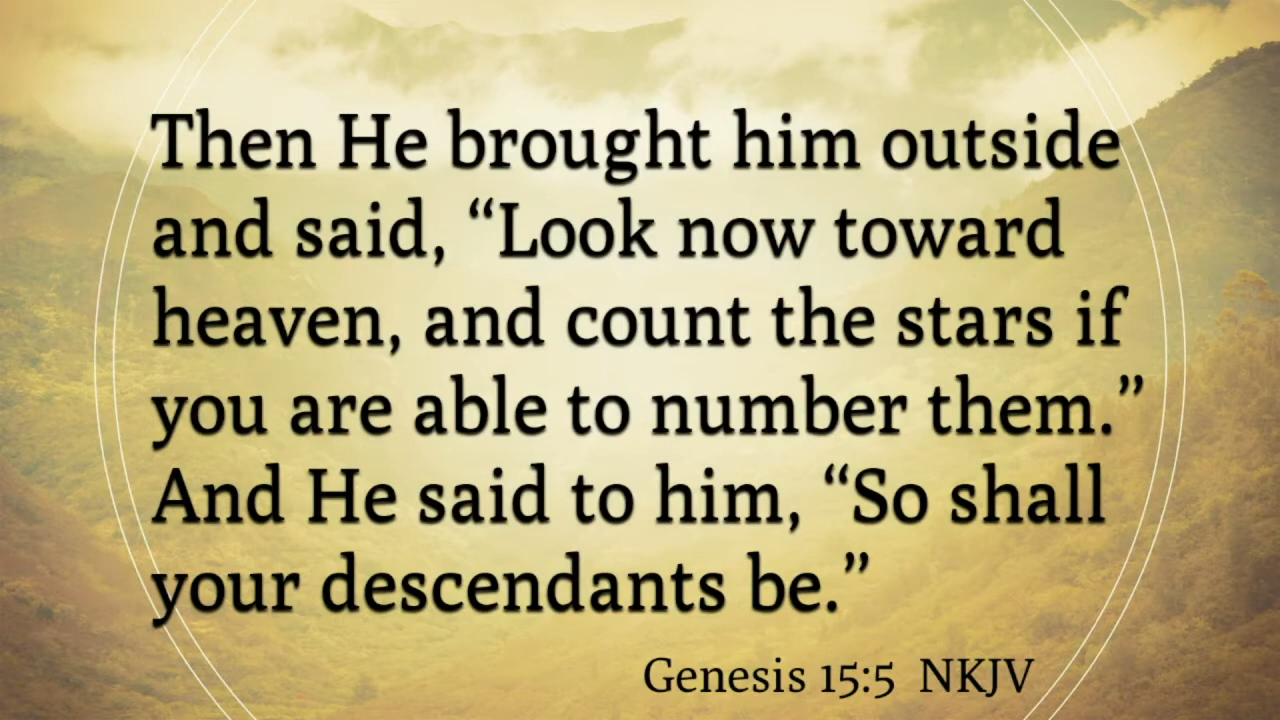 Then He brought him outside
and said, “Look now toward
heaven, and count the stars if
you are able to number them.”
And He said to him, “So shall
your descendants be.”
Genesis 15:5 NKJV